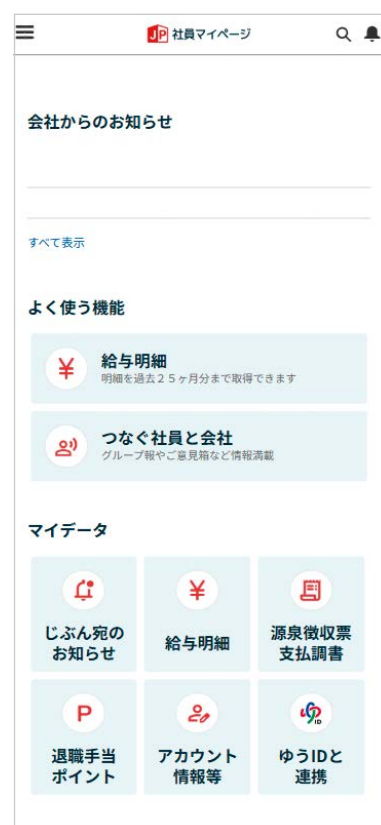 JP 社員マイページ
会社からのお知らせ
すべて表示
よく使う機能
¥ 給与明細
明細を過去25ヶ月分まで取得できます
つなぐ社員と会社
グループ報やご意見箱など情報満載
マイデータ
じぶん宛の
お知らせ
¥
給与明細
源泉徴収票
支払調書
P
退職手当
ポイント
アカウント
情報等
ゆうID
ゆうIDと
連携